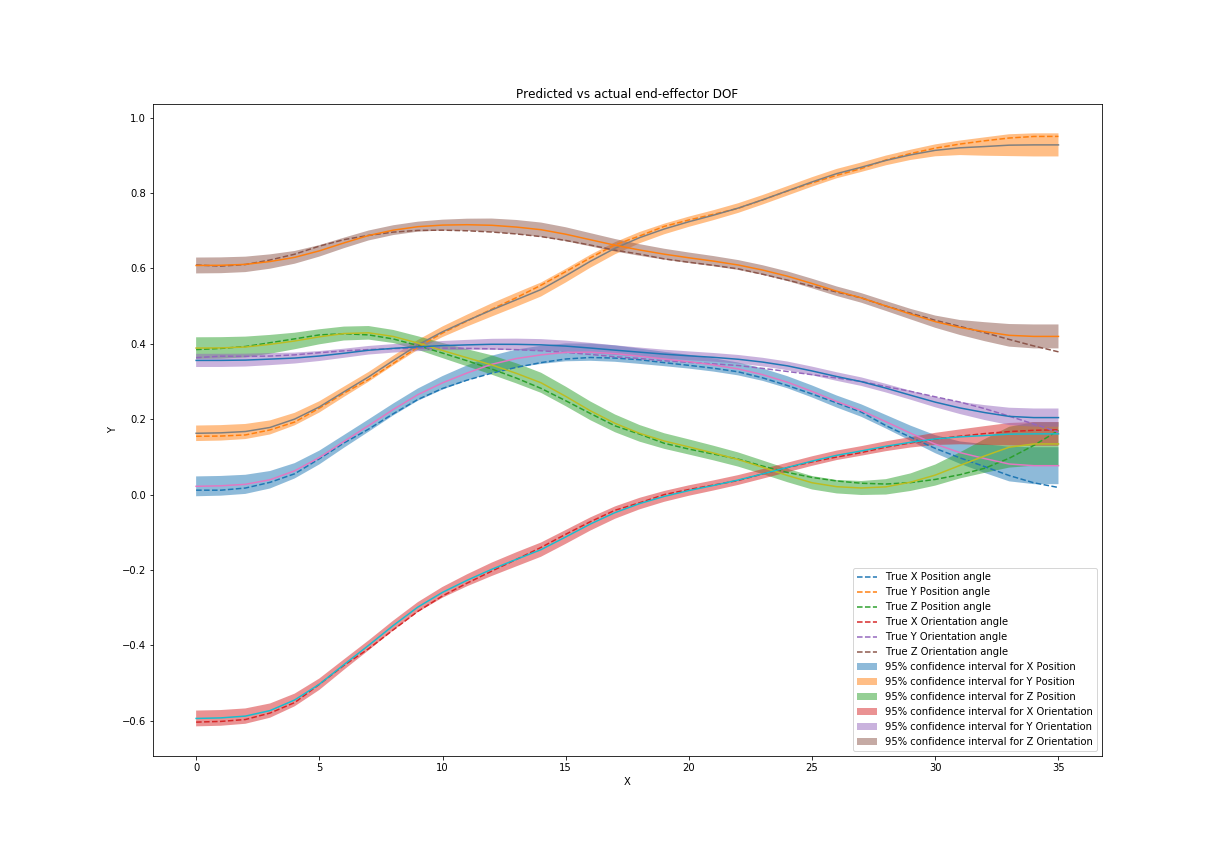 Predicted vs actual end-effector DOF
1.0
0.8
0.6
0.4
0.2
0.0
−0.2
−0.4
−0.6
Y
0 5 10 15 20 25 30 35
X
True X Position angle
True Y Position angle
True Z Position angle
True X Orientation angle
True Y Orientation angle
True Z Orientation angle
95% confidence interval for X Position
95% confidence interval for Y Position
95% confidence interval for Z Position
95% confidence interval for X Orientation
95% confidence interval for Y Orientation
95% confidence interval for Z Orientation